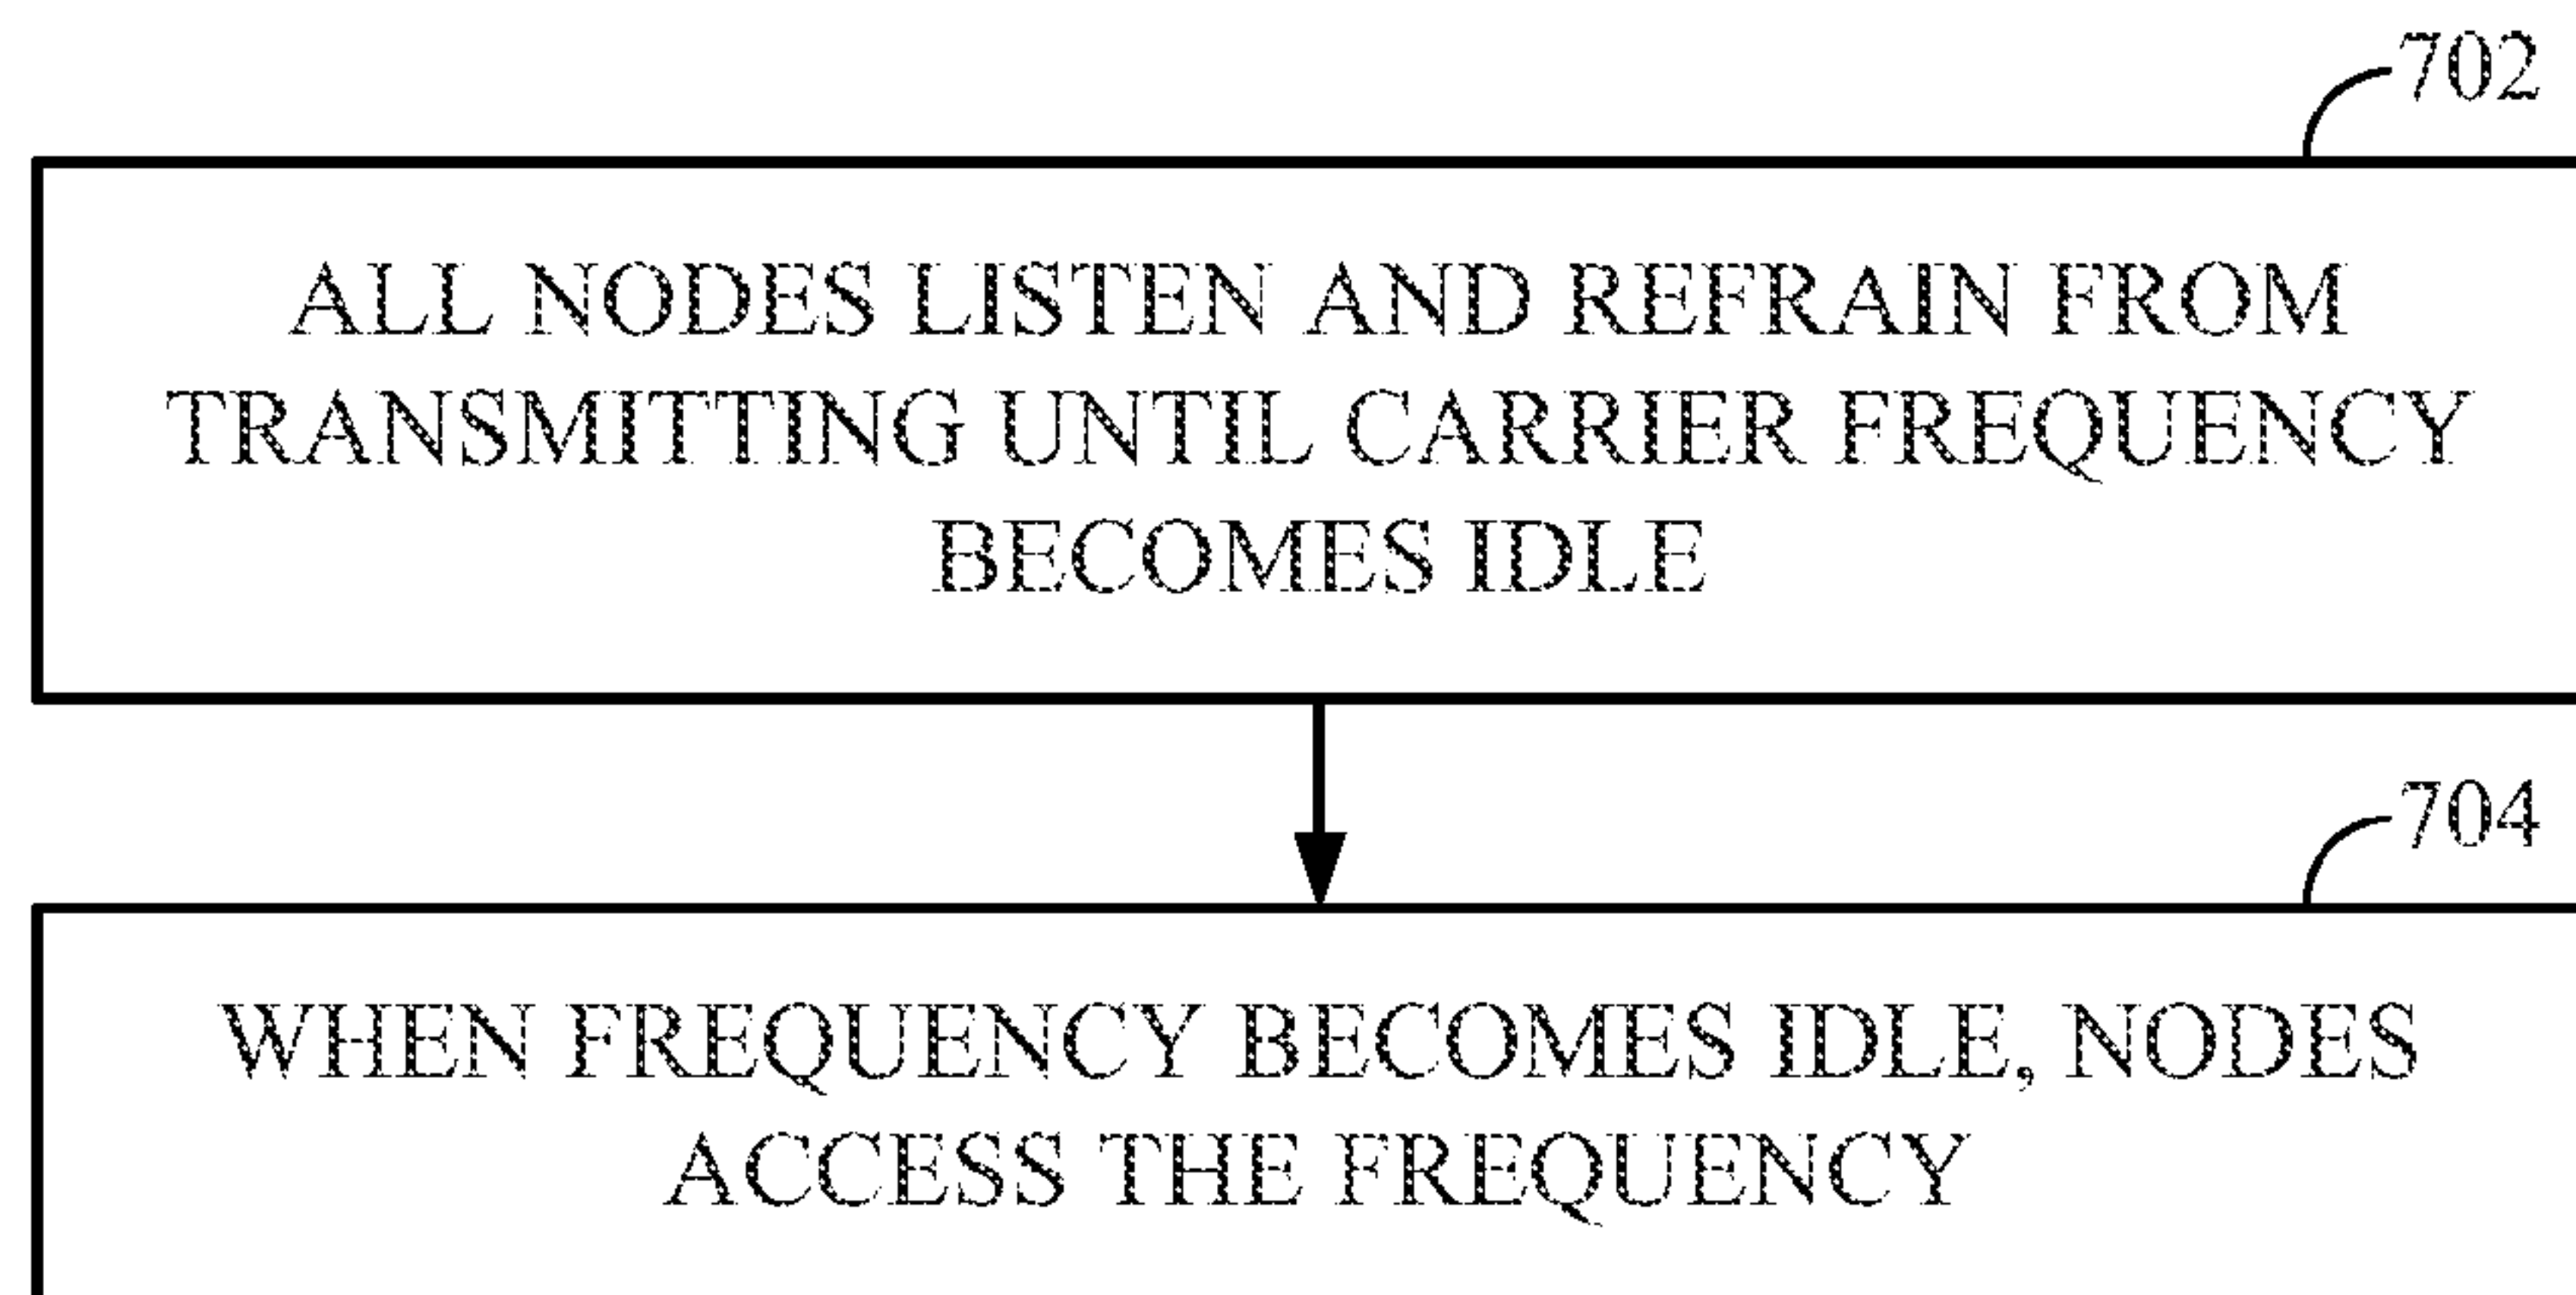 702
ALL NODES LISTEN AND REFRAIN FROM
TRANSMITTING UNTIL CARRIER FREQUENCY
BECOMES IDLE
704
WHEN FREQUENCY BECOMES IDLE, NODES
ACCESS THE FREQUENCY